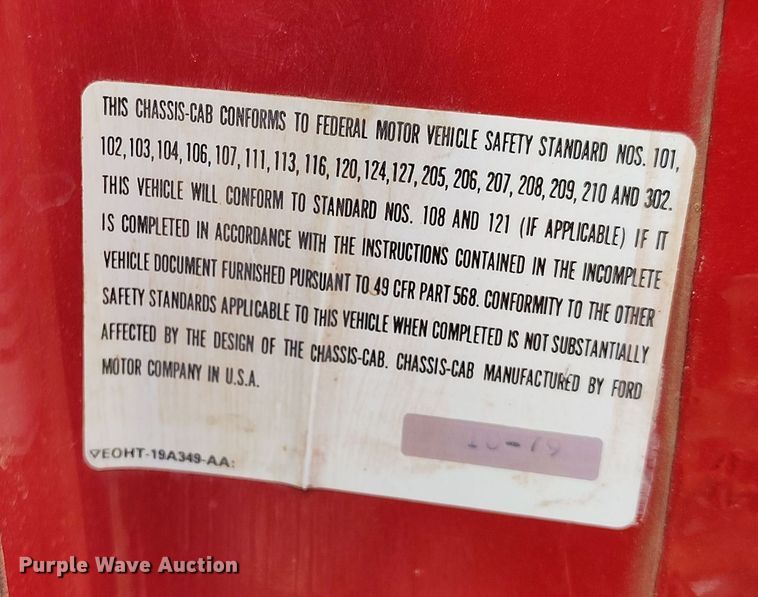 THIS CHASSIS-CAB CONFORMS TO FEDERAL MOTOR VEHICLE SAFETY STANDARD NOS. 101,
102, 103, 104, 106, 107, 111, 113, 116, 120, 124, 127, 205, 206, 207, 208, 209, 210 AND 302.
THIS VEHICLE WILL CONFORM TO STANDARD NOS. 108 AND 121 (IF APPLICABLE) IF IT
IS COMPLETED IN ACCORDANCE WITH THE INSTRUCTIONS CONTAINED IN THE INCOMPLETE
VEHICLE DOCUMENT FURNISHED PURSUANT TO 49 CFR PART 568. CONFORMITY TO THE OTHER
SAFETY STANDARDS APPLICABLE TO THIS VEHICLE WHEN COMPLETED IS NOT SUBSTANTIALLY
AFFECTED BY THE DESIGN OF THE CHASSIS-CAB. CHASSIS-CAB MANUFACTURED BY FORD
MOTOR COMPANY IN U.S.A.
10-79
▽EOHT-19A349-AA:
Purple Wave Auction